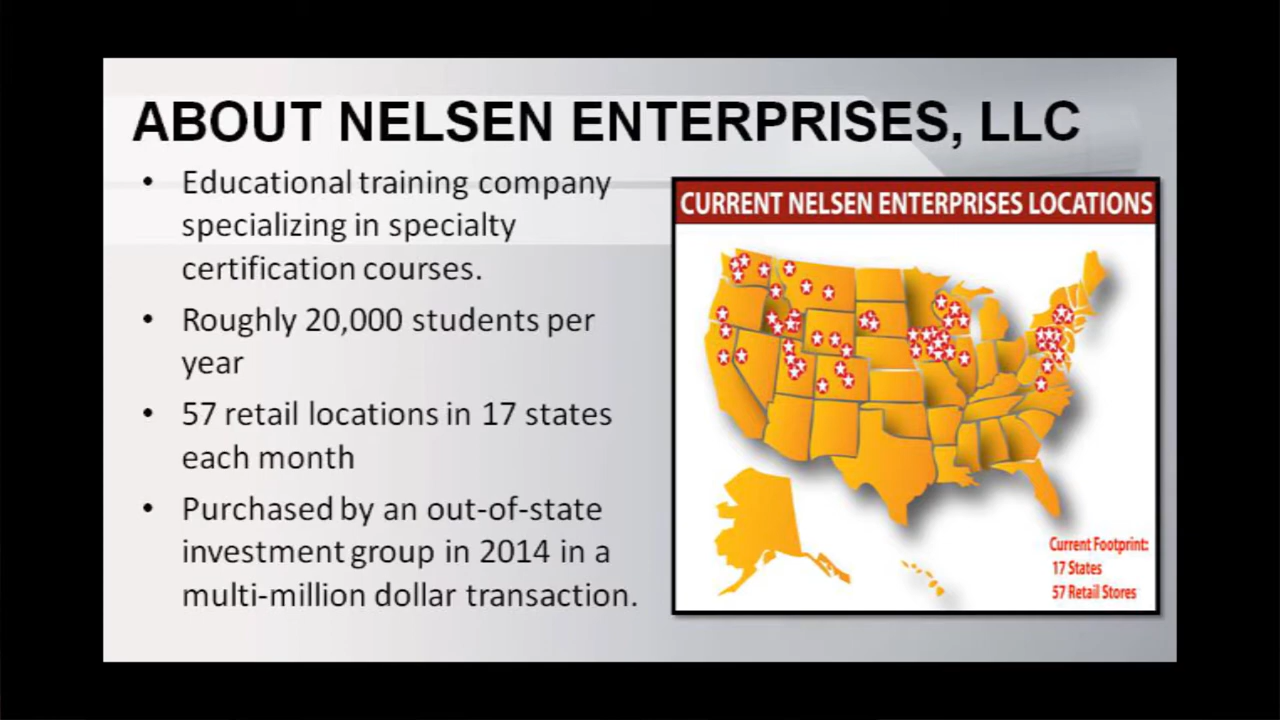 ABOUT NELSEN ENTERPRISES, LLC
• Educational training company
specializing in specialty
certification courses.
• Roughly 20,000 students per
year
• 57 retail locations in 17 states
each month
• Purchased by an out-of-state
investment group in 2014 in a
multi-million dollar transaction.
CURRENT NELSEN ENTERPRISES LOCATIONS
Current Footprint:
17 States
57 Retail Stores